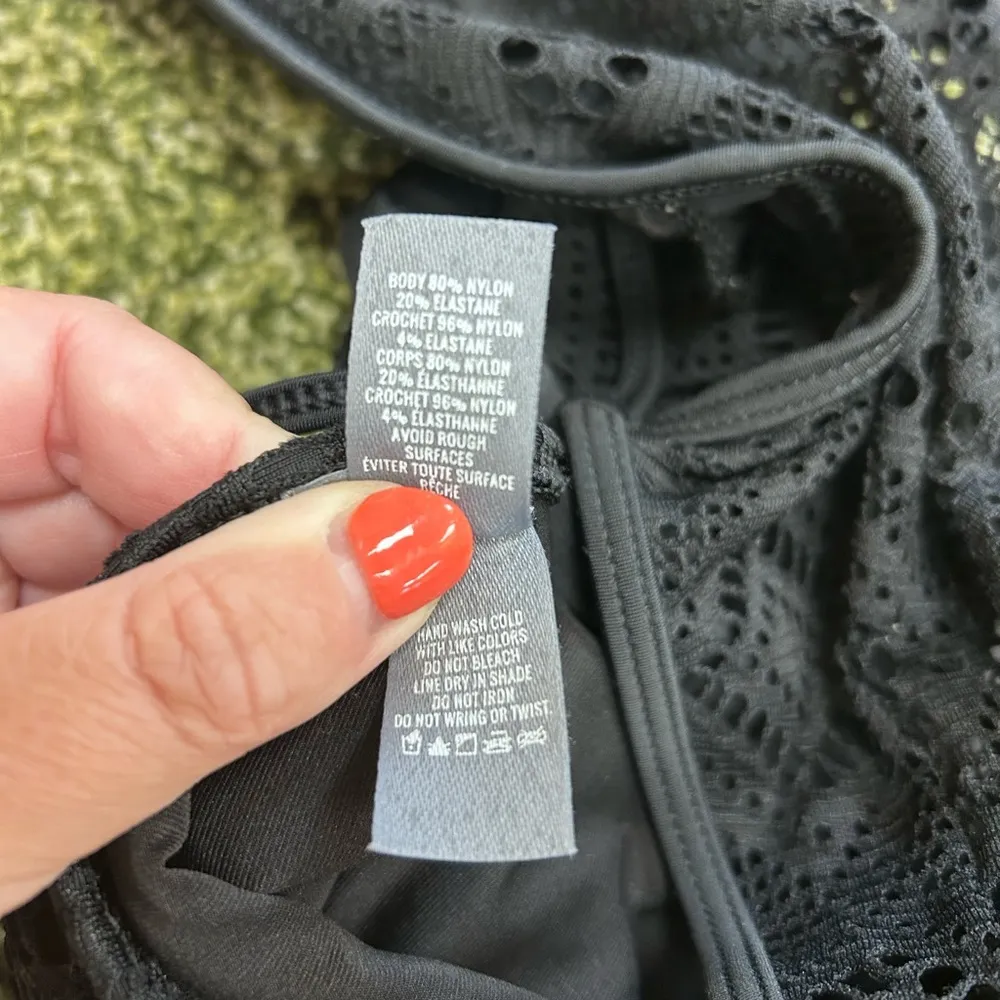 BODY 80% NYLON
20% ELASTANE
CROCHET 96% NYLON
4% ELASTANE
CORPS 80% NYLON
20% ÉLASTHANNE
CROCHET 96% NYLON
4% ÉLASTHANNE
AVOID ROUGH
SURFACES
ÉVITER TOUTE SURFACE
RÊCHE
HAND WASH COLD
WITH LIKE COLORS
DO NOT BLEACH
LINE DRY IN SHADE
DO NOT IRON
DO NOT WRING OR TWIST